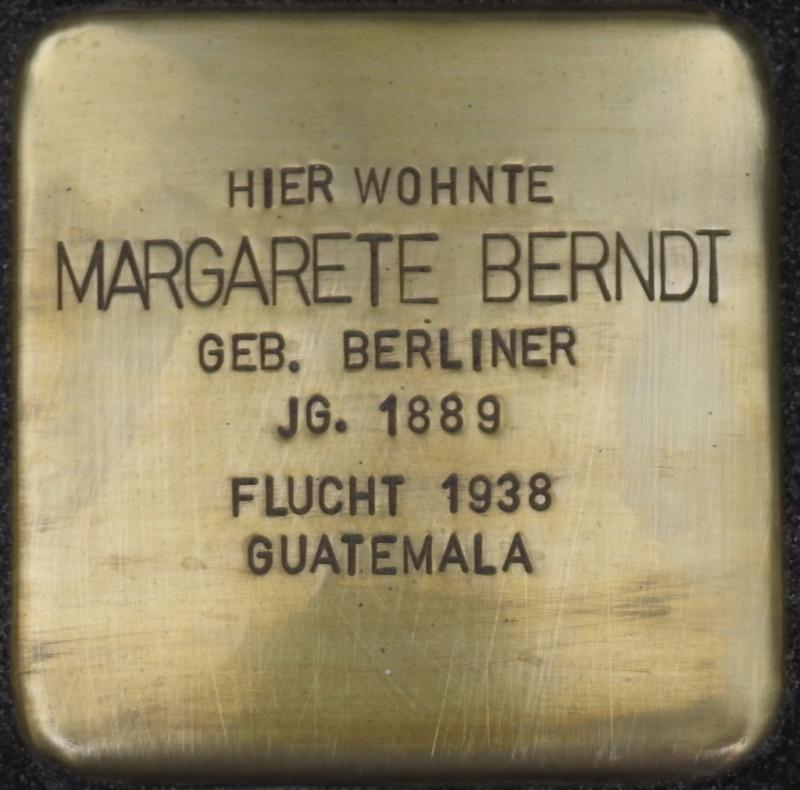 HIER WOHNTE
MARGARETE BERNDT
GEB. BERLINER
JG. 1889
FLUCHT 1938
GUATEMALA